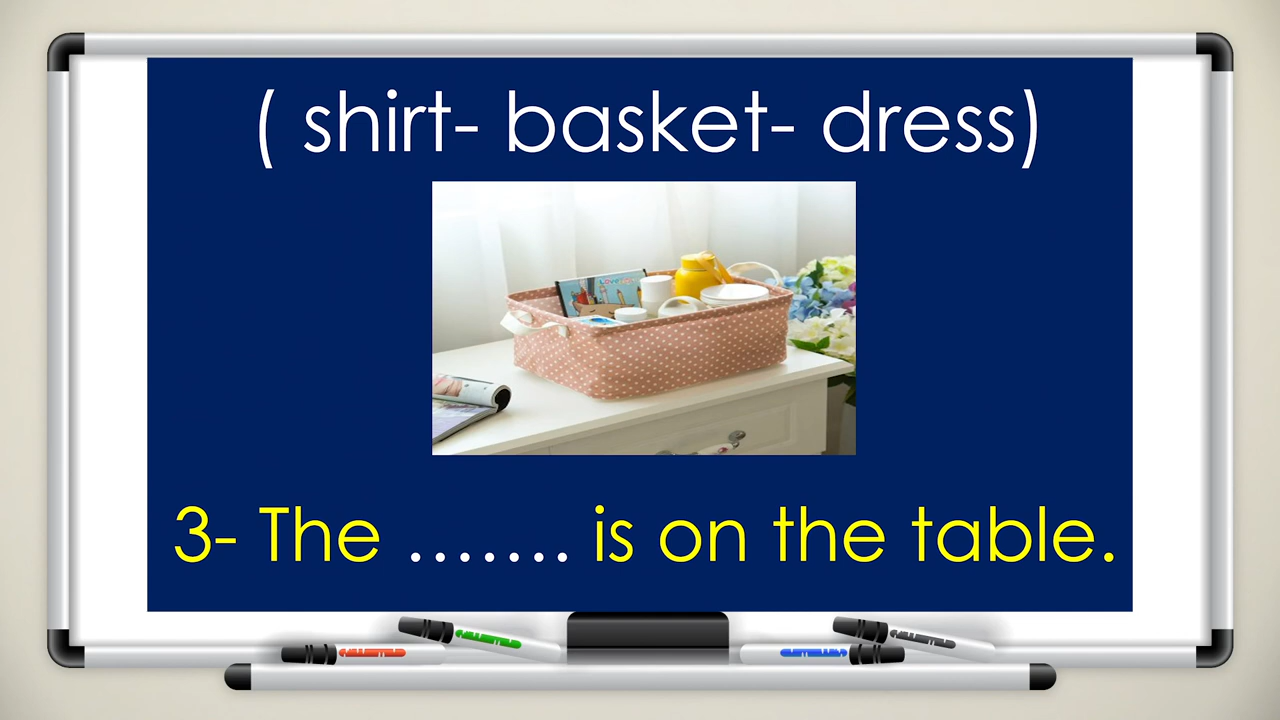 ( shirt- basket- dress)
3- The ....... is on the table.